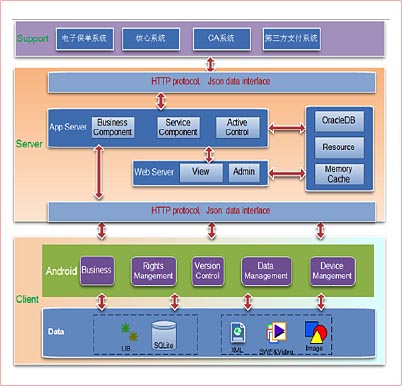 Support
电子保单系统
核心系统
CA系统
第三方支付系统
HTTP protocol, Json data interface
Server
App Server
Business
Component
Service
Component
Active
Control
OracleDB
Resource
Memory
Cache
Web Server
View
Admin
HTTP protocol, Json data interface
Client
Android
Business
Rights
Mangement
Version
Control
Data
Management
Device
Mengement
Data
LIB
SQLite
XML
SWF&Video
Image